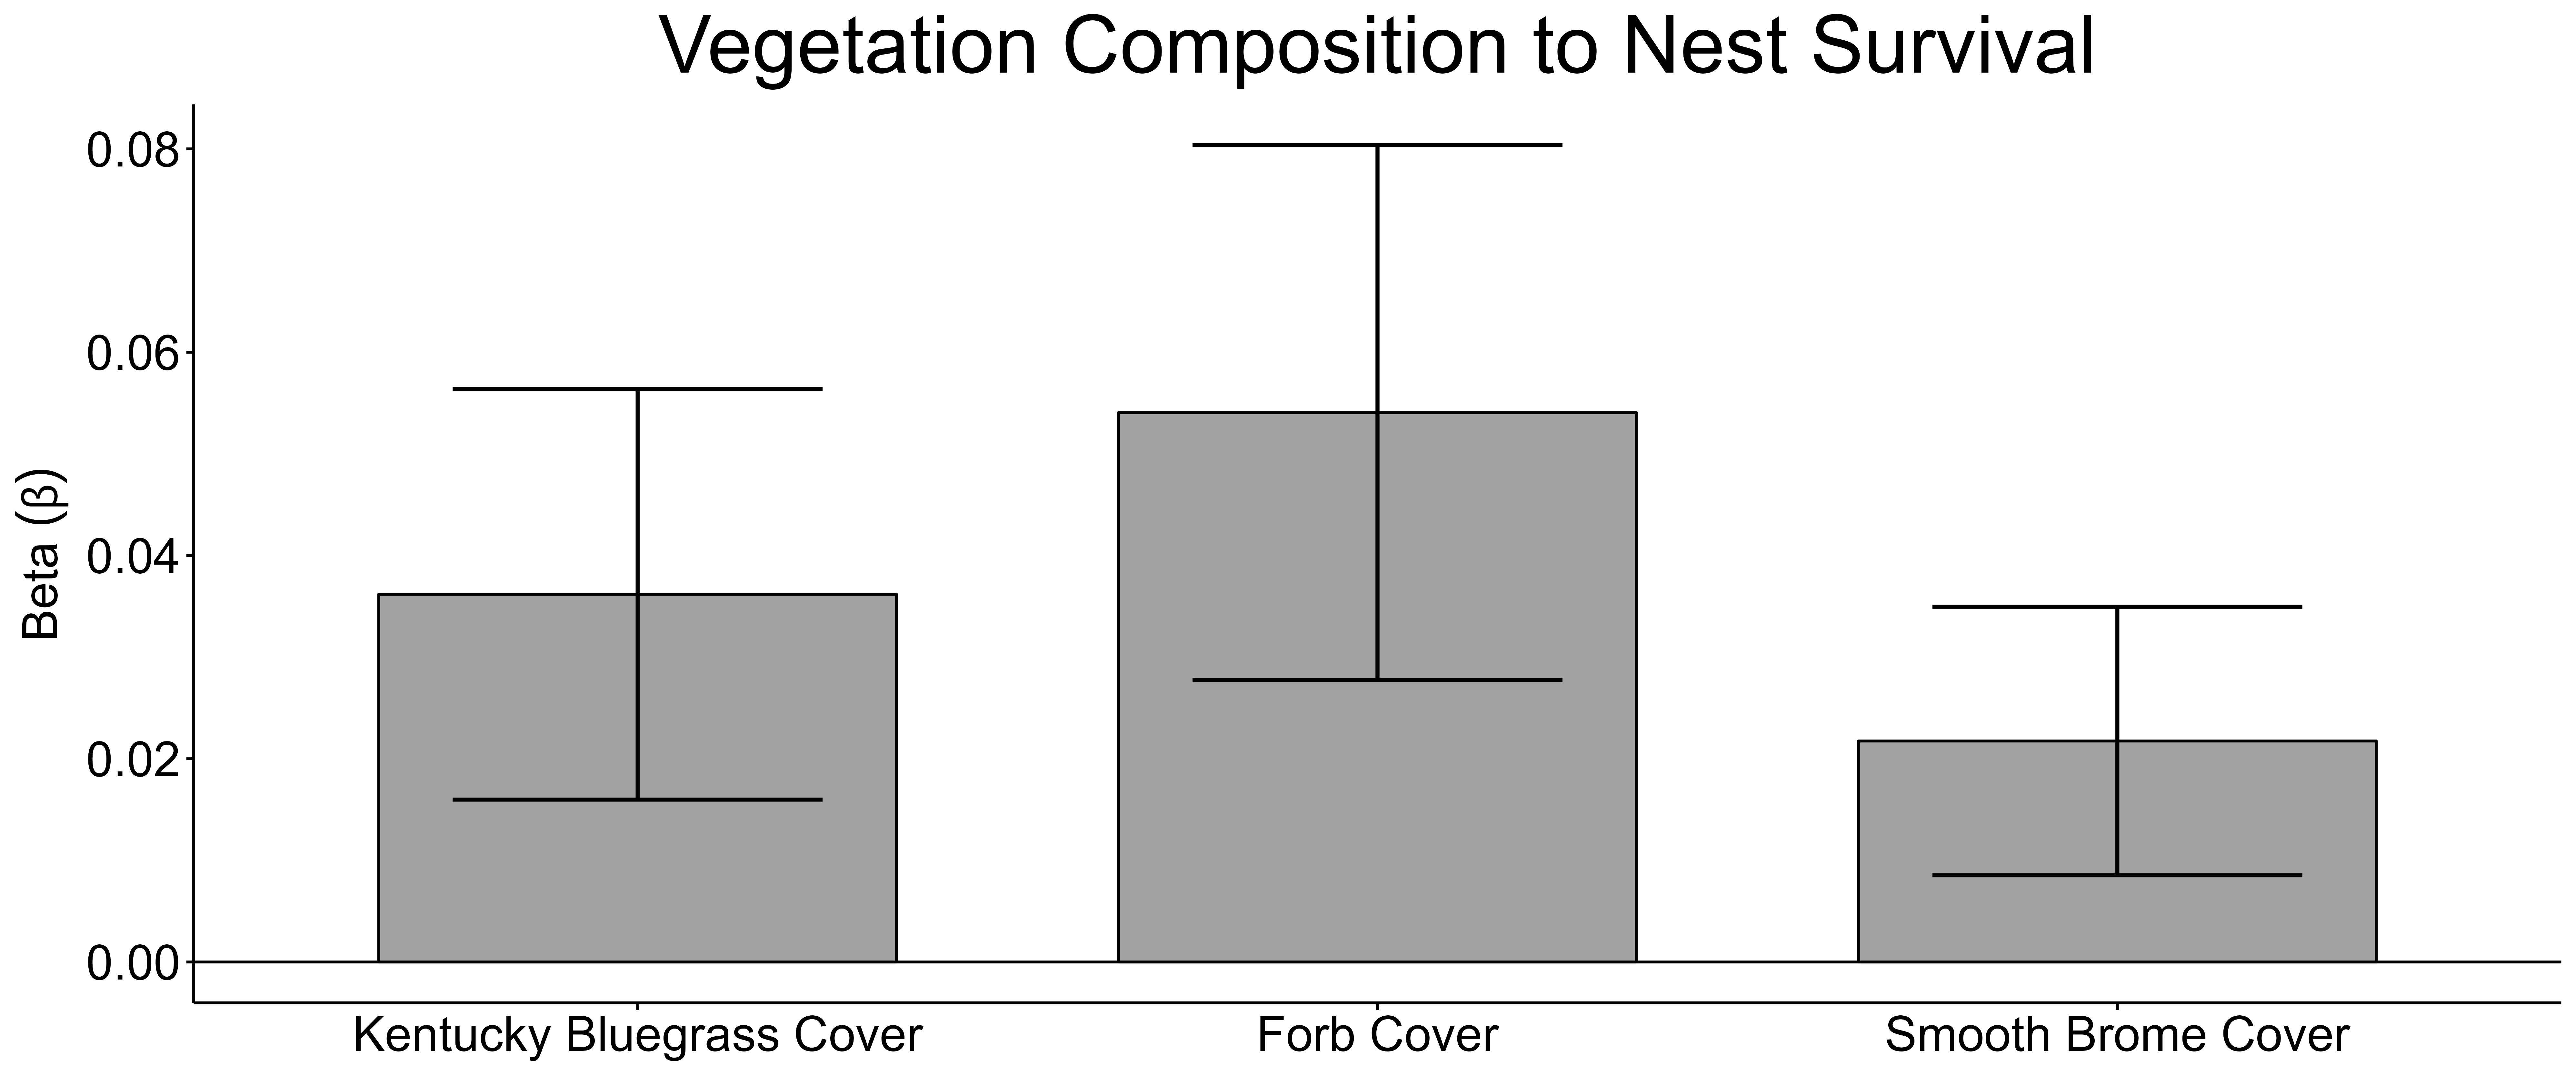 Vegetation Composition to Nest Survival
Beta (β)
0.08
0.06
0.04
0.02
0.00
Kentucky Bluegrass Cover
Forb Cover
Smooth Brome Cover